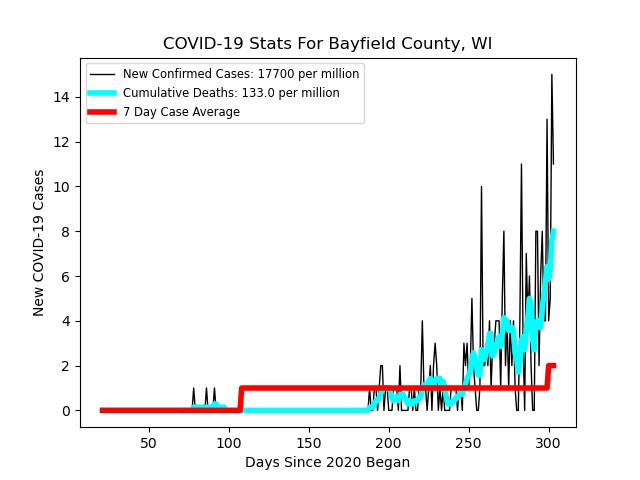 COVID-19 Stats For Bayfield County, WI
New Confirmed Cases: 17700 per million
Cumulative Deaths: 133.0 per million
7 Day Case Average
14
12
10
8
6
4
2
0
New COVID-19 Cases
50 100 150 200 250 300
Days Since 2020 Began